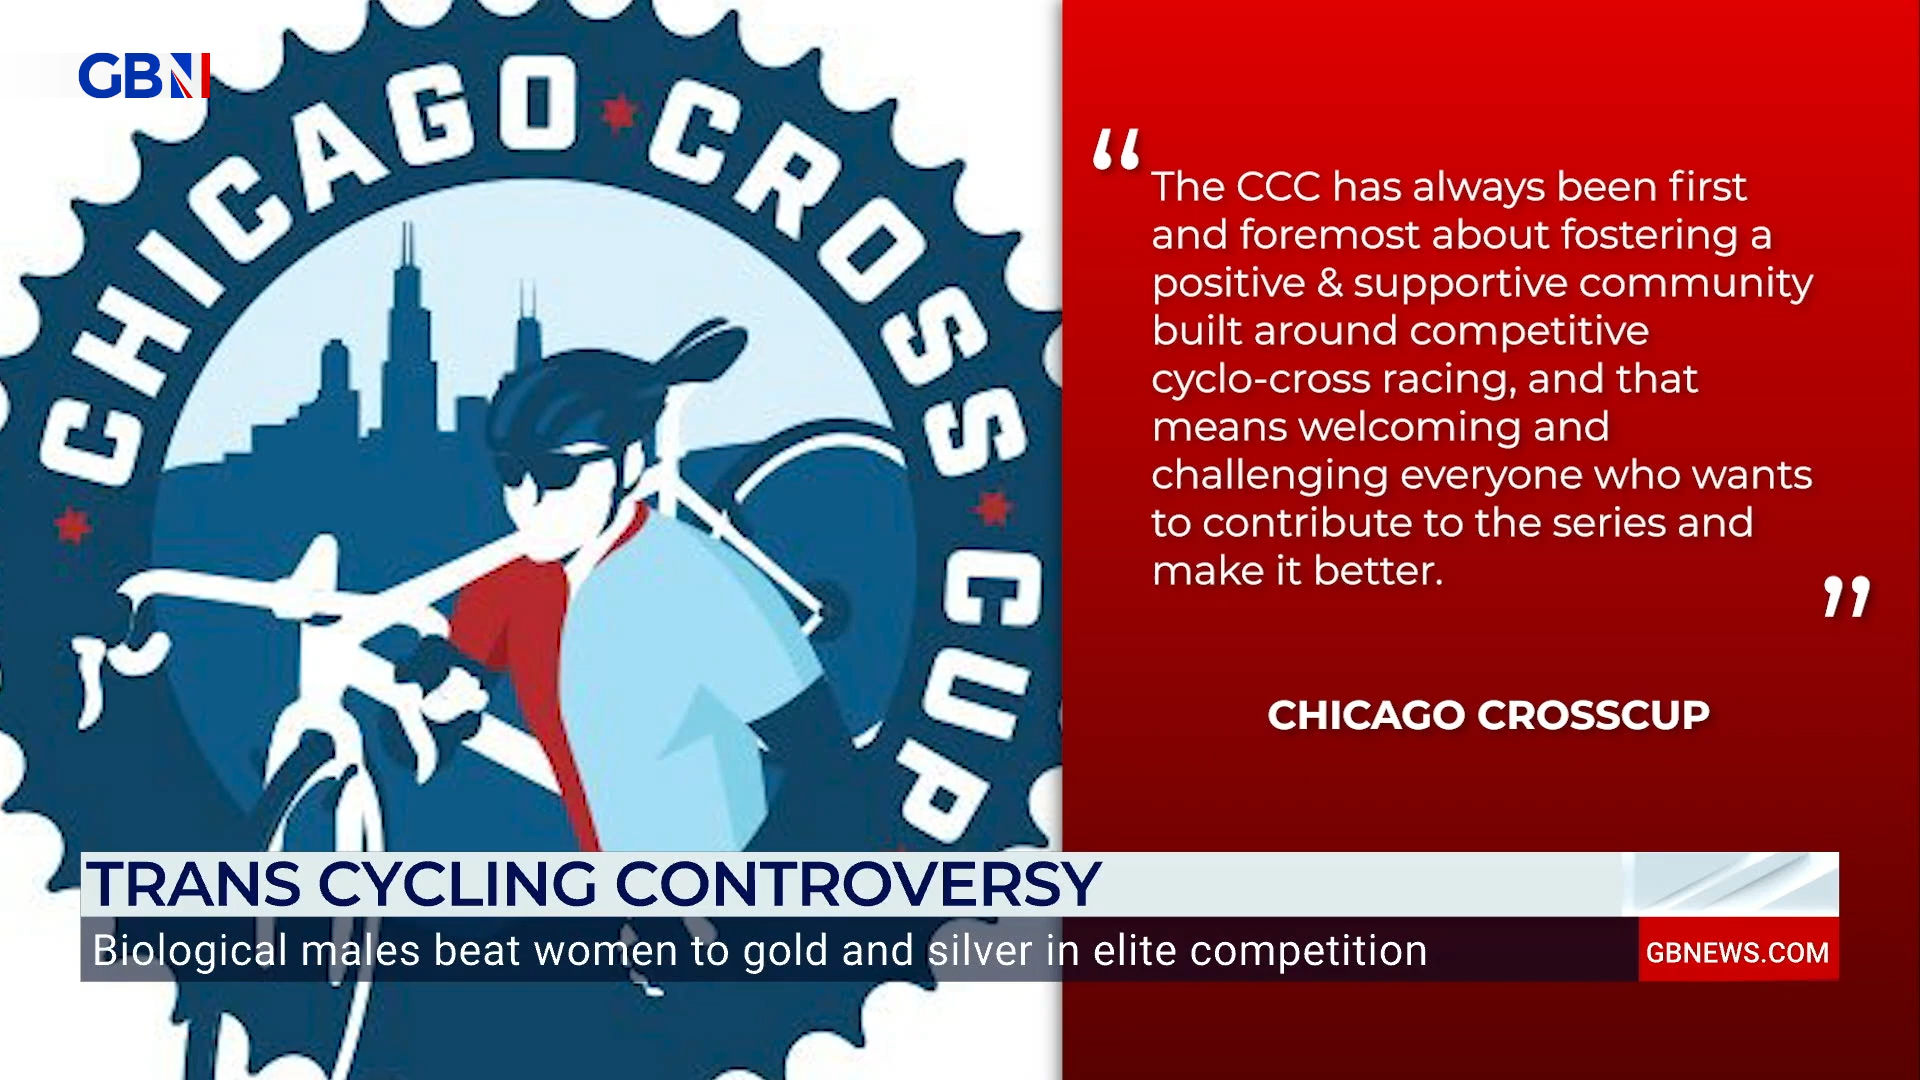 GBN
CHICAGO CROSS CUP
“
The CCC has always been first
and foremost about fostering a
positive & supportive community
built around competitive
cyclo-cross racing, and that
means welcoming and
challenging everyone who wants
to contribute to the series and
make it better.
”
CHICAGO CROSSCUP
TRANS CYCLING CONTROVERSY
Biological males beat women to gold and silver in elite competition
GBNEWS.COM